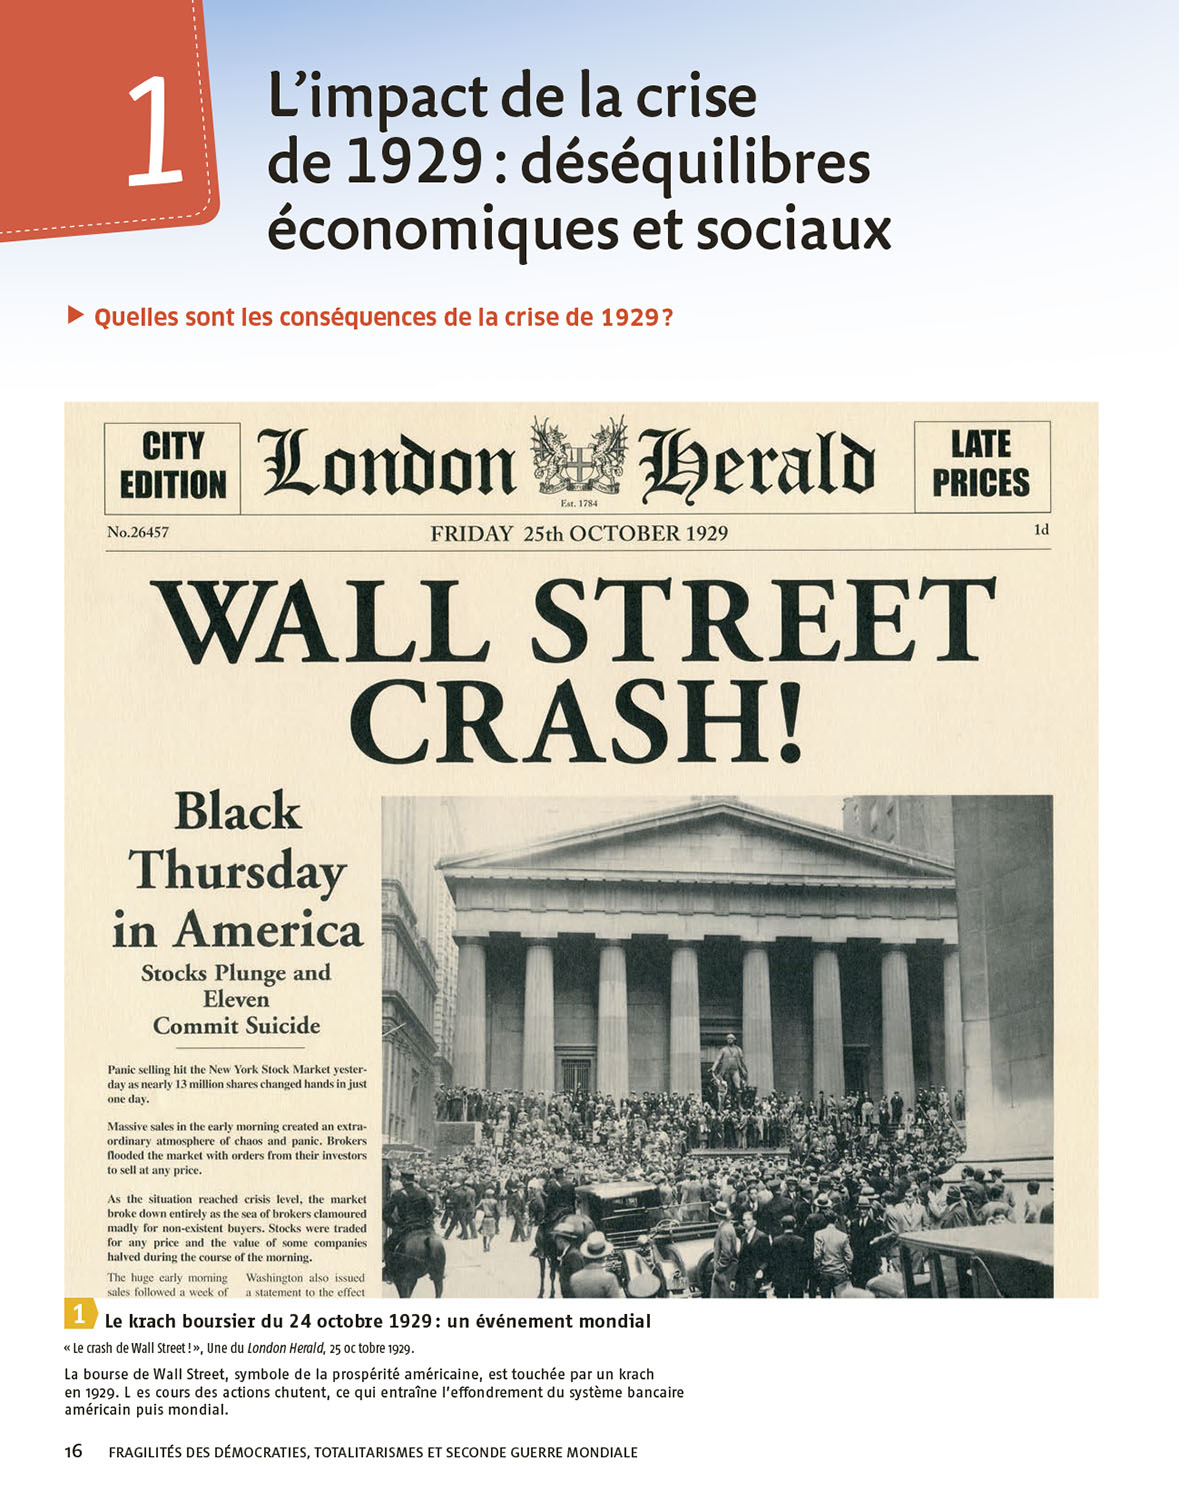 1
L'impact de la crise
de 1929 : déséquilibres
économiques et sociaux
▶ Quelles sont les conséquences de la crise de 1929 ?
CITY
EDITION
London Herald
Est. 1784
LATE
PRICES
No.26457
FRIDAY 25th OCTOBER 1929
1d
WALL STREET
CRASH!
Black
Thursday
in America
Stocks Plunge and
Eleven
Commit Suicide
Panic selling hit the New York Stock Market yester-
day as nearly 13 million shares changed hands in just
one day.
Massive sales in the early morning created an extra-
ordinary atmosphere of chaos and panic. Brokers
flooded the market with orders from their investors
to sell at any price.
As the situation reached crisis level, the market
broke down entirely as the sea of brokers clamoured
madly for non-existent buyers. Stocks were traded
for any price and the value of some companies
halved during the course of the morning.
The huge early morning
sales followed a week of
Washington also issued
a statement to the effect
1 Le krach boursier du 24 octobre 1929 : un événement mondial
« Le crash de Wall Street ! », Une du London Herald, 25 oc tobre 1929.
La bourse de Wall Street, symbole de la prospérité américaine, est touchée par un krach
en 1929. L es cours des actions chutent, ce qui entraîne l'effondrement du système bancaire
américain puis mondial.
16 FRAGILITÉS DES DÉMOCRATIES, TOTALITARISMES ET SECONDE GUERRE MONDIALE